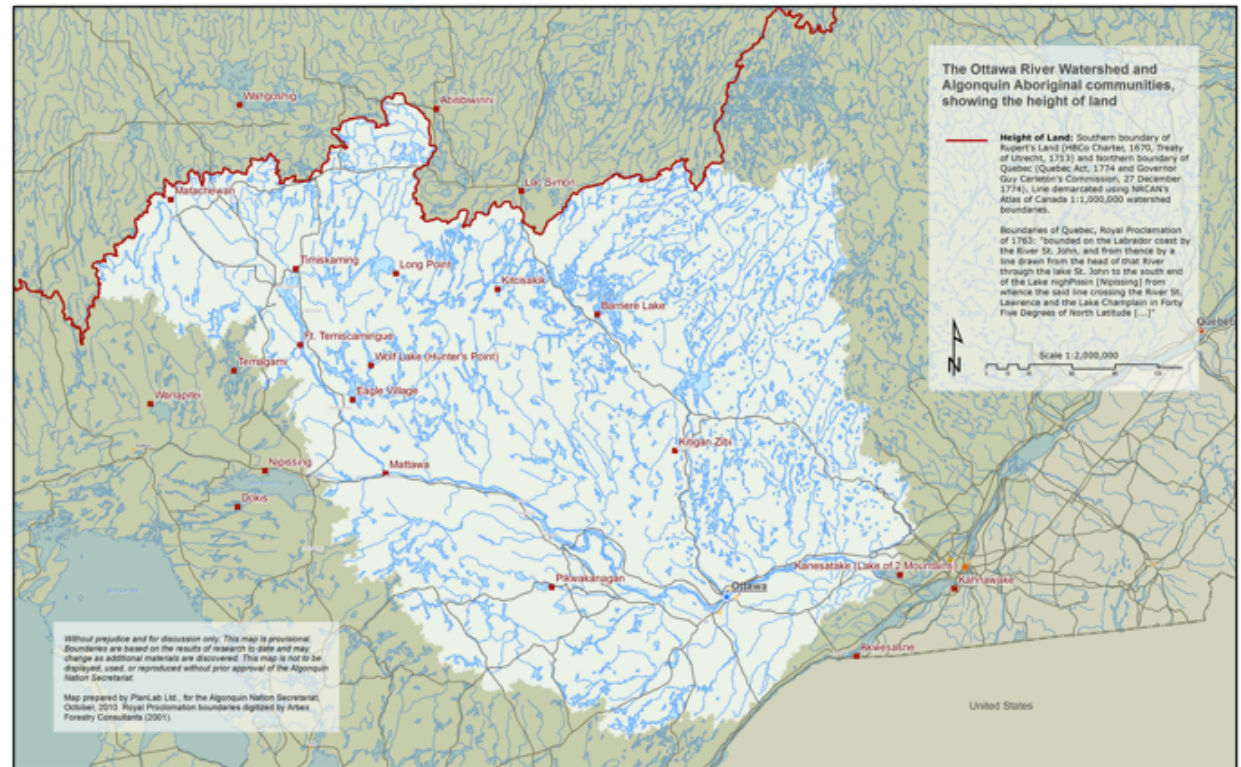 The Ottawa River Watershed and
Algonquin Aboriginal communities,
showing the height of land
Height of Land: Southern boundary of
Rupert's Land (HBCo Charter, 1670, Treaty
of Utrecht, 1713) and Northern boundary of
Quebec (Quebec Act, 1774 and Governor
Guy Carleton's Commission, 27 December
1774). Line demarcated using NRCAN's
Atlas of Canada 1:1,000,000 watershed
boundaries.
Boundaries of Quebec, Royal Proclamation
of 1763: "bounded on the Labrador coast by
the River St. John, and from thence by a
line drawn from the head of that River
through the lake St. John to the south end
of the Lake nighPissin [Nipissing] from
whence the said line crossing the River St.
Lawrence and the Lake Champlain in Forty
Five Degrees of North Latitude [...]"
N
Scale 1:2,000,000
Wahgoshig
Abitibiwinni
Matachewan
Lac Simon
Timiskaming
Long Point
Kitcisakik
Barriere Lake
Quebec
Ft. Temiscamingue
Wolf Lake (Hunter's Point)
Temagami
Eagle Village
Wanapitei
Kitigan Zibi
Nipissing
Mattawa
Dokis
Kanesatake (Lake of 2 Mountains)
Pikwakanagan
Ottawa
Kahnawake
Akwesasne
United States
Without prejudice and for discussion only. This map is provisional.
Boundaries are based on the results of research to date and may
change as additional materials are discovered. This map is not to be
displayed, used, or reproduced without prior approval of the Algonquin
Nation Secretariat.
Map prepared by PlanLab Ltd., for the Algonquin Nation Secretariat,
October, 2010. Royal Proclomation boundaries digitized by Arbex
Forestry Consultants (2001).